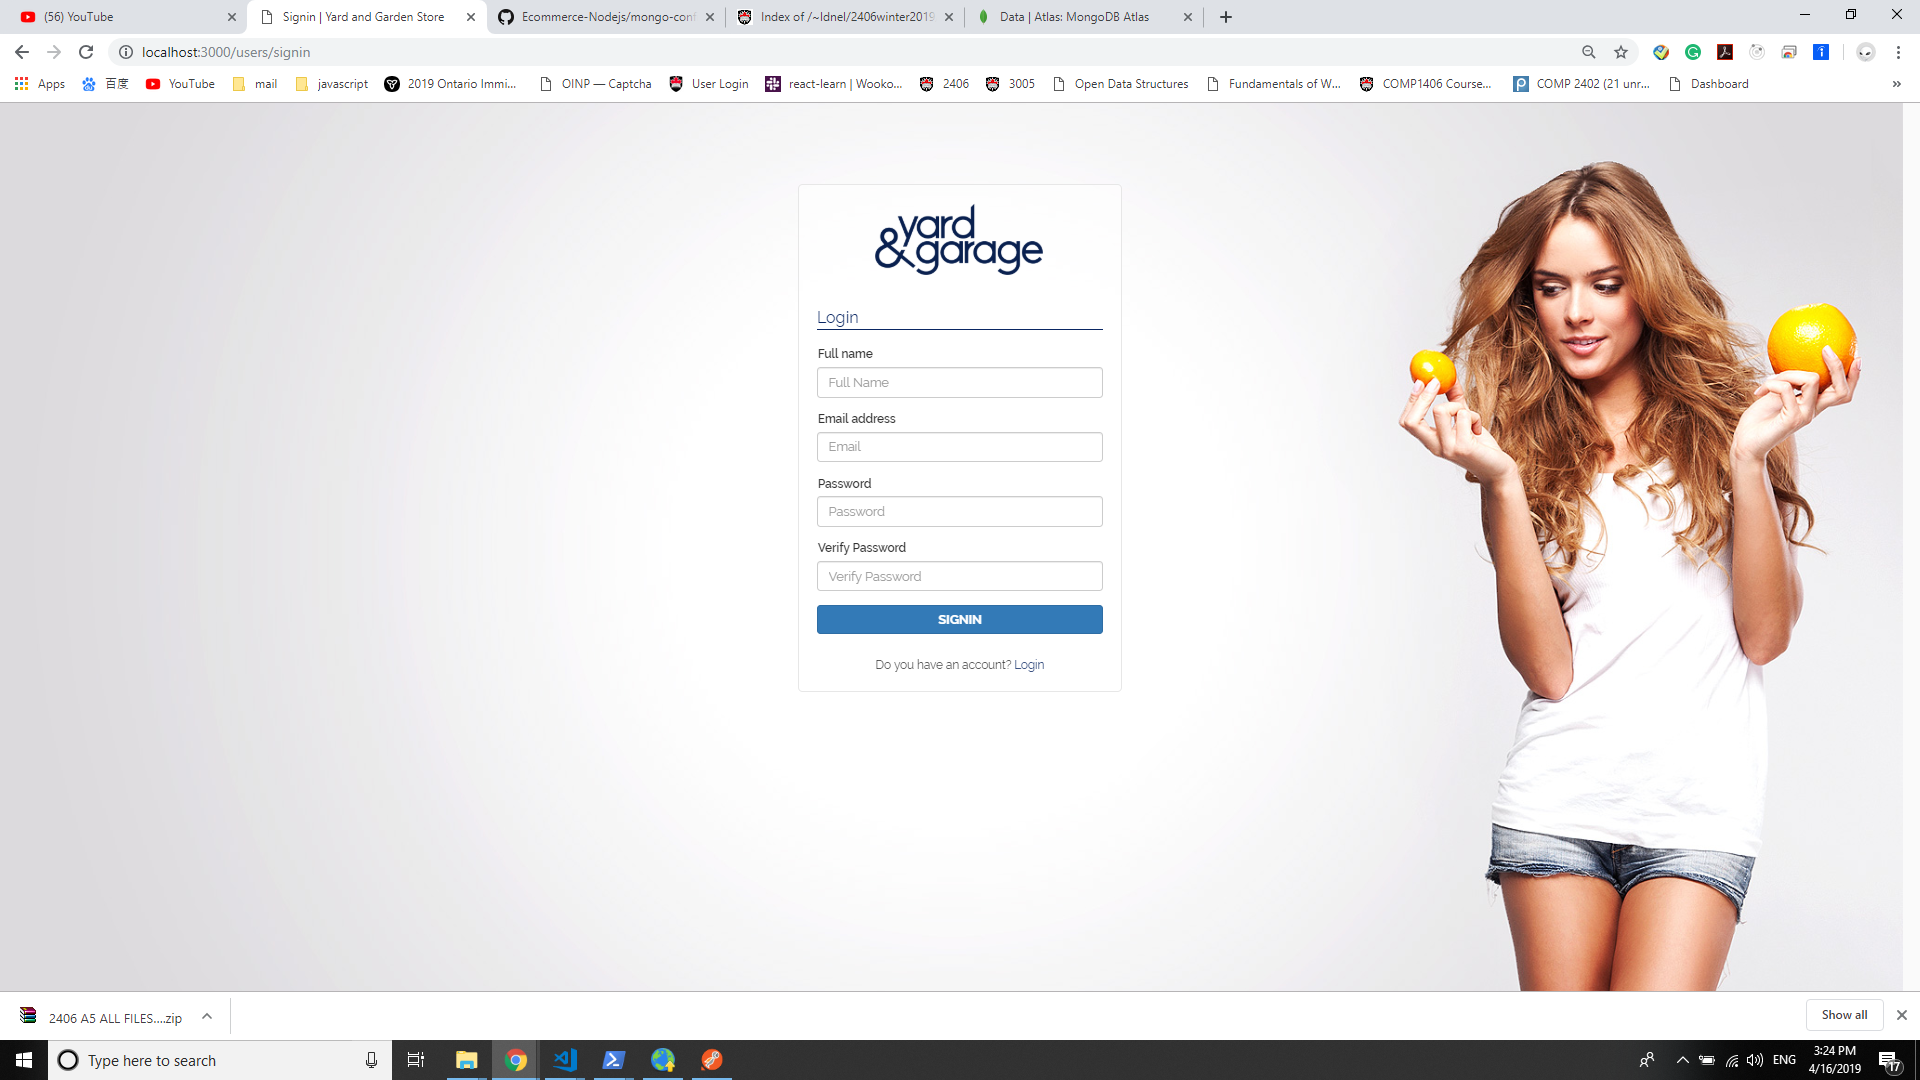 (56) YouTube
Signin | Yard and Garden Store
Ecommerce-Nodejs/mongo-conf
Index of /~ldnel/2406winter2019
Data | Atlas: MongoDB Atlas
localhost:3000/users/signin
Apps
百度
YouTube
mail
javascript
2019 Ontario Immi...
OINP — Captcha
User Login
react-learn | Wooko...
2406
3005
Open Data Structures
Fundamentals of W...
COMP1406 Course...
COMP 2402 (21 unr...
Dashboard
»
yard
&garage
Login
Full name
Full Name
Email address
Email
Password
Password
Verify Password
Verify Password
SIGNIN
Do you have an account? Login
2406 A5 ALL FILES....zip
Show all
Type here to search
ENG
3:24 PM
4/16/2019
17